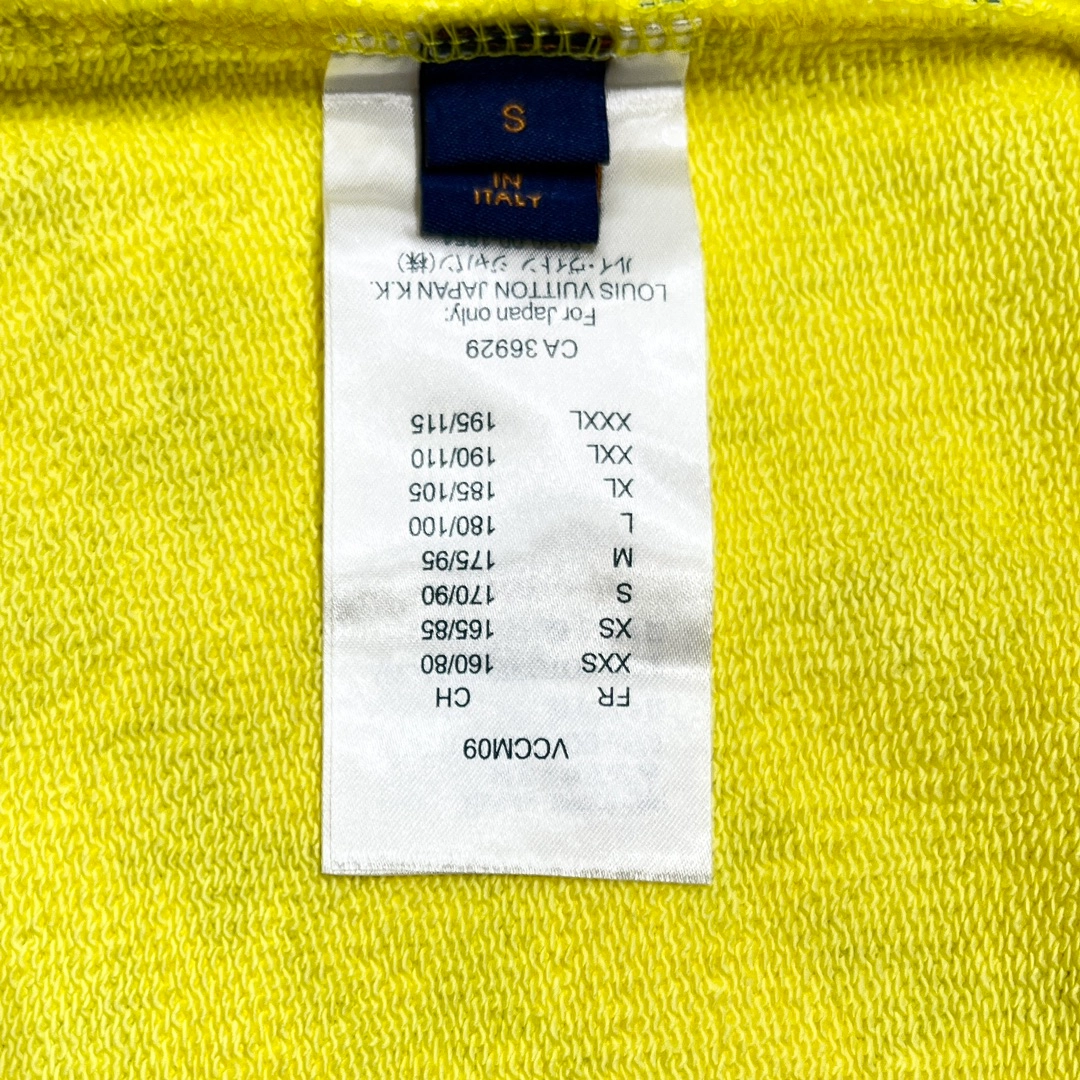 S
IN
ITALY
VCCM09
FR CH
XXS 160/80
XS 165/85
S 170/90
M 175/95
L 180/100
XL 185/105
XXL 190/110
XXXL 195/115
CA 36929
For Japan only:
LOUIS VUITTON JAPAN K.K.
ルイ・ヴィトン ジャパン(株)